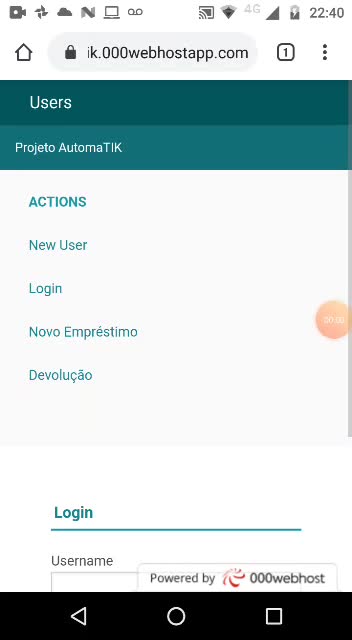 4G 22:40
ik.000webhostapp.com 1
Users
Projeto AutomaTIK
ACTIONS
New User
Login
Novo Empréstimo
00:00
Devolução
Login
Username
Powered by 000webhost